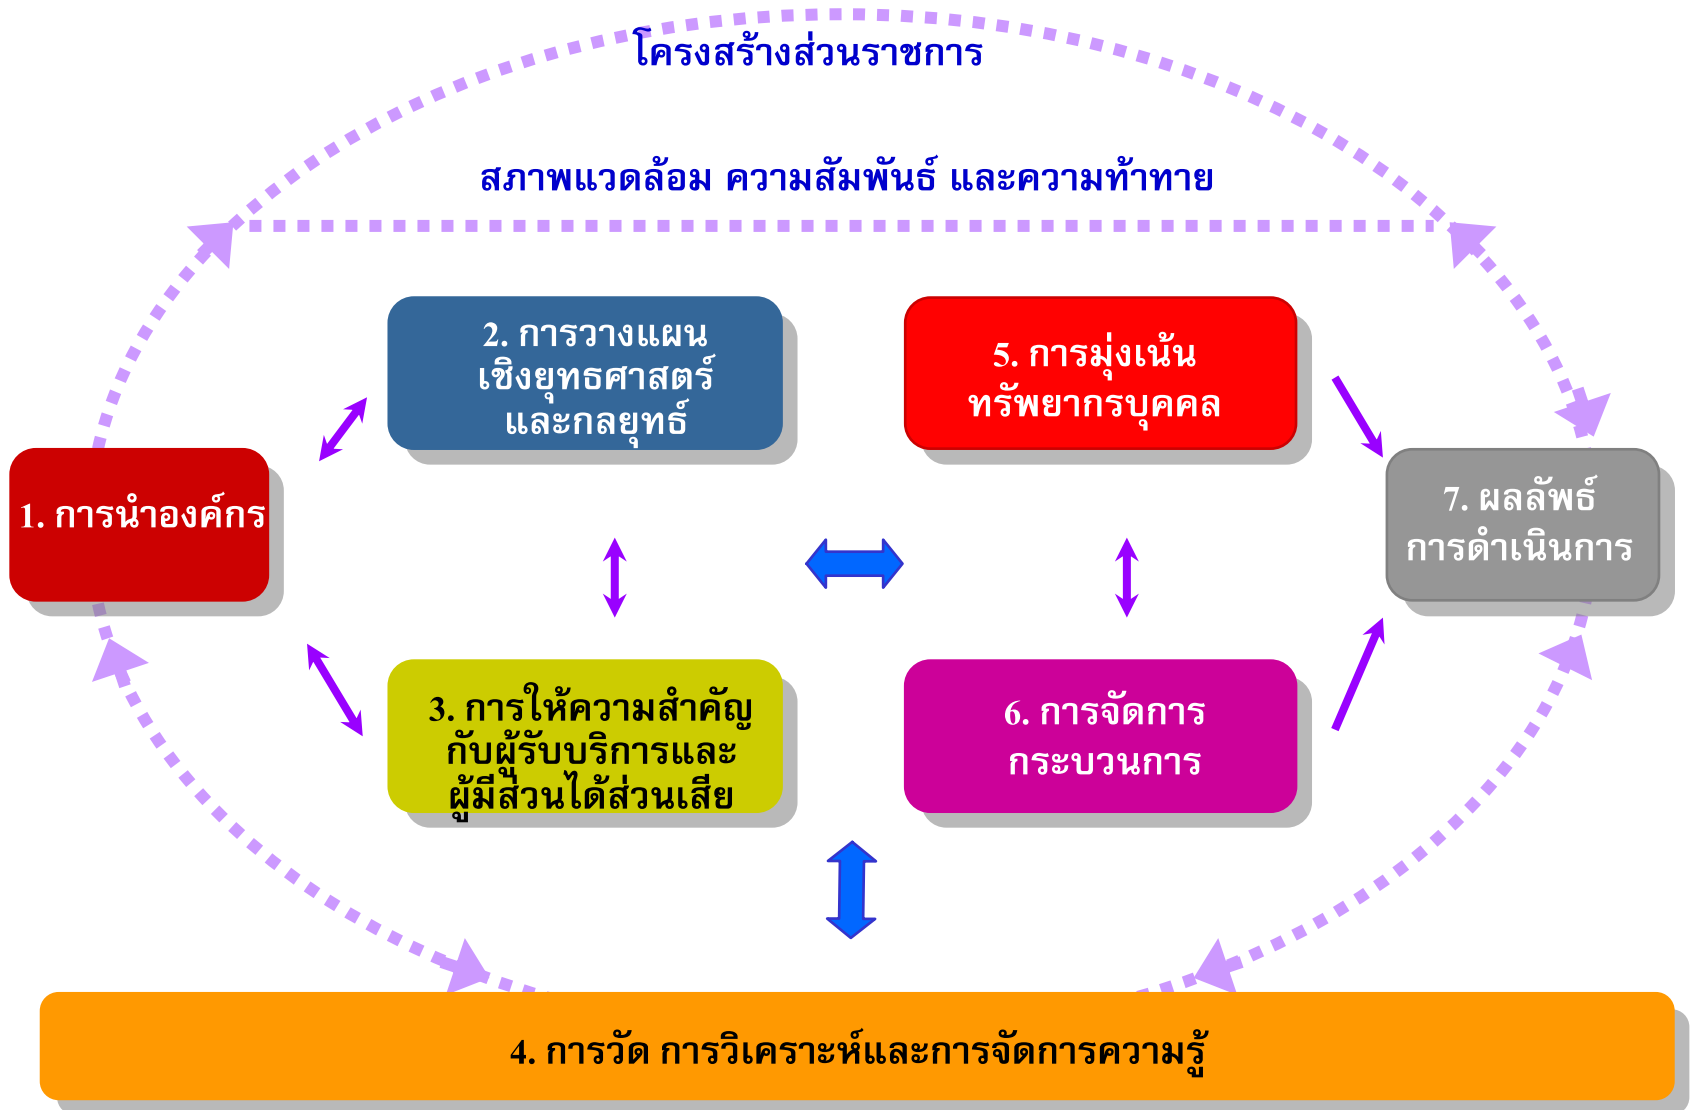 โครงสร้างส่วนราชการ
สภาพแวดล้อม ความสัมพันธ์ และความท้าทาย
2. การวางแผน
เชิงยุทธศาสตร์
และกลยุทธ์
5. การมุ่งเน้น
ทรัพยากรบุคคล
1. การนำองค์กร
7. ผลลัพธ์
การดำเนินการ
3. การให้ความสำคัญ
กับผู้รับบริการและ
ผู้มีส่วนได้ส่วนเสีย
6. การจัดการ
กระบวนการ
4. การวัด การวิเคราะห์และการจัดการความรู้